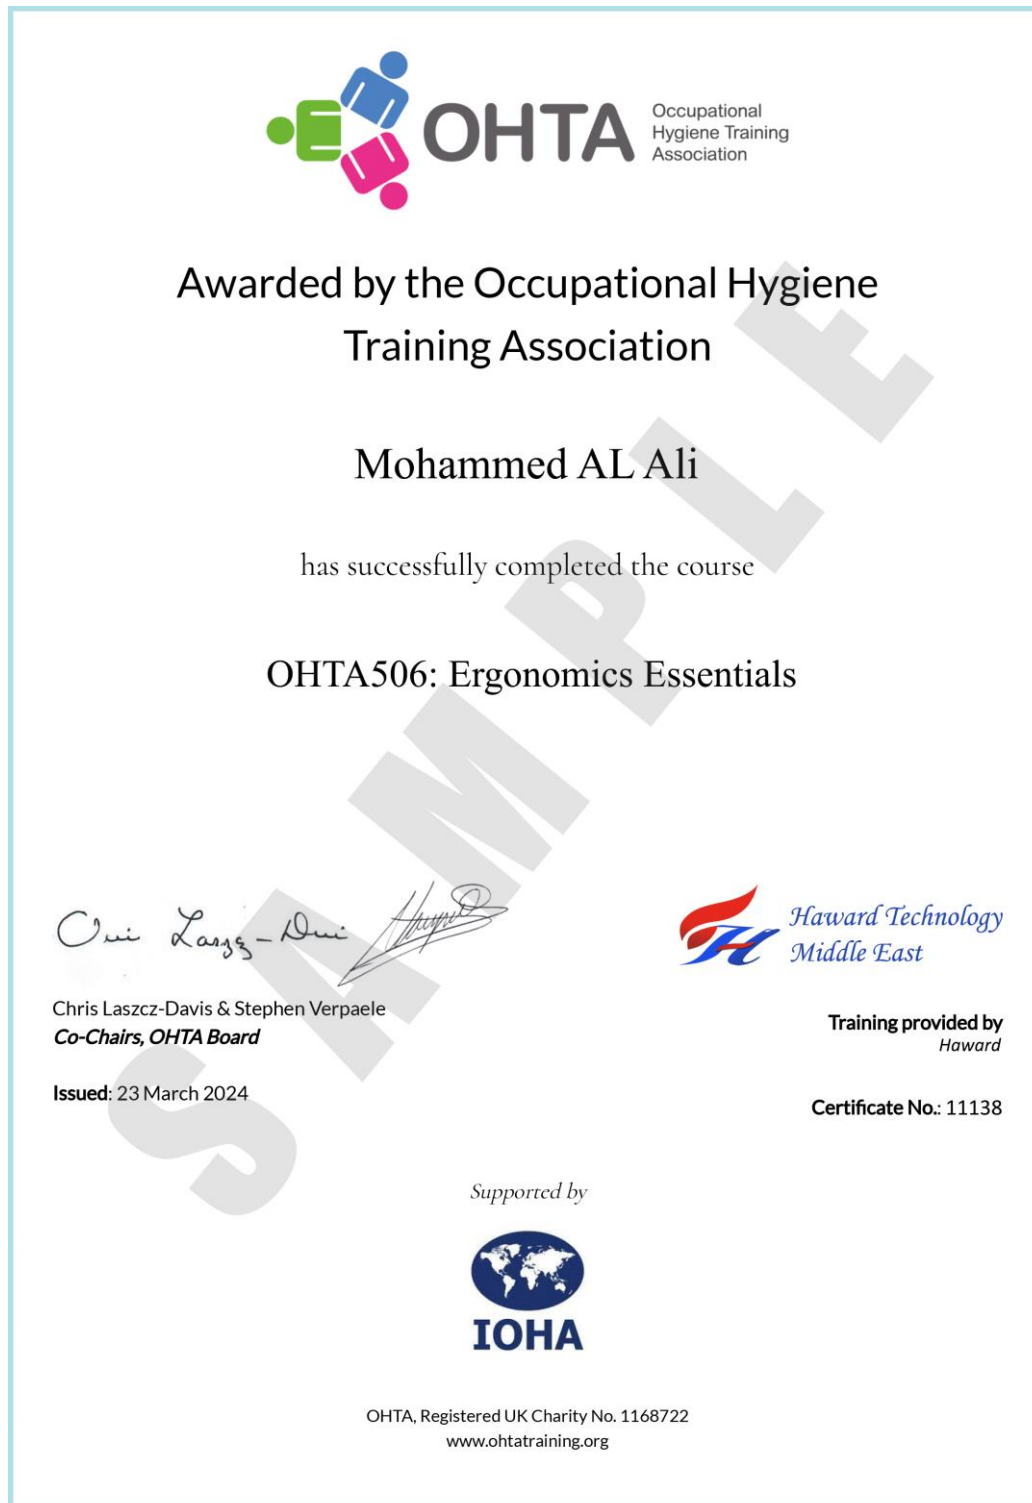 OHTA
Occupational
Hygiene Training
Association
Awarded by the Occupational Hygiene
Training Association
Mohammed AL Ali
has successfully completed the course
OHTA506: Ergonomics Essentials
SAMPLE
Haward Technology
Middle East
Chris Laszcz-Davis & Stephen Verpaele
Co-Chairs, OHTA Board
Training provided by
Haward
Issued: 23 March 2024
Certificate No.: 11138
Supported by
IOHA
OHTA, Registered UK Charity No. 1168722
www.ohtatraining.org